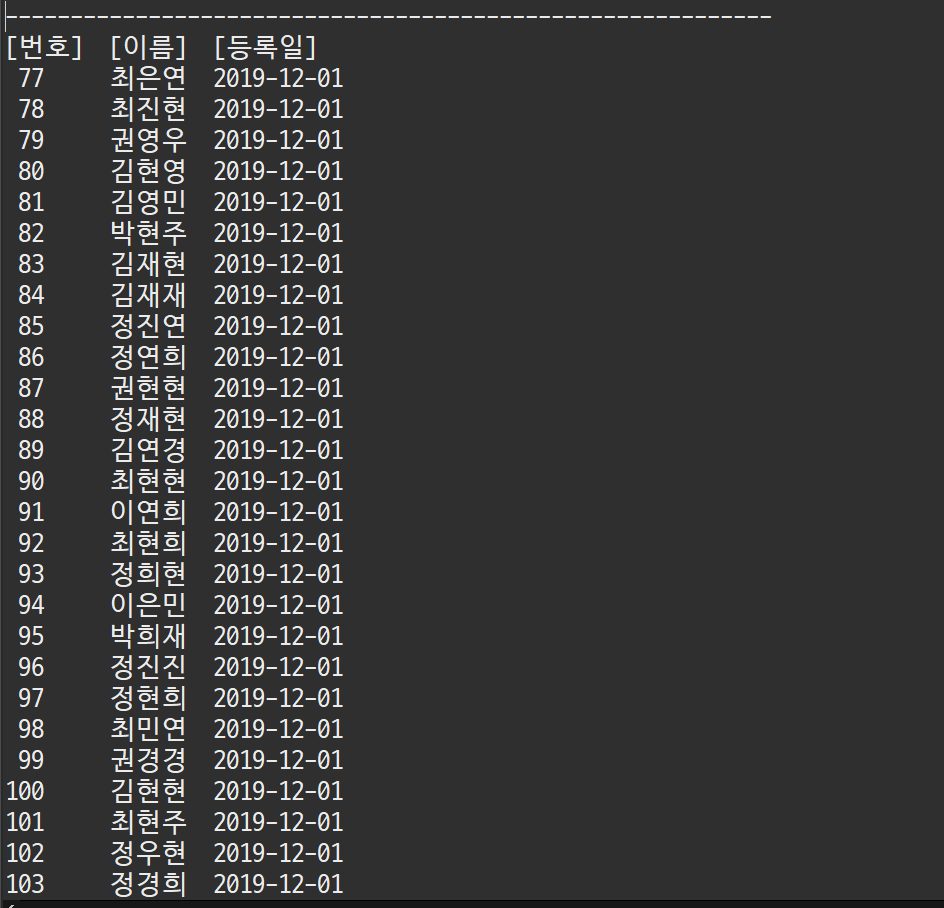 -----------------------------------------------------------
[번호] [이름] [등록일]
77 최은연 2019-12-01
78 최진현 2019-12-01
79 권영우 2019-12-01
80 김현영 2019-12-01
81 김영민 2019-12-01
82 박현주 2019-12-01
83 김재현 2019-12-01
84 김재재 2019-12-01
85 정진연 2019-12-01
86 정연희 2019-12-01
87 권현현 2019-12-01
88 정재현 2019-12-01
89 김연경 2019-12-01
90 최현현 2019-12-01
91 이연희 2019-12-01
92 최현희 2019-12-01
93 정희현 2019-12-01
94 이은민 2019-12-01
95 박희재 2019-12-01
96 정진진 2019-12-01
97 정현희 2019-12-01
98 최민연 2019-12-01
99 권경경 2019-12-01
100 김현현 2019-12-01
101 최현주 2019-12-01
102 정우현 2019-12-01
103 정경희 2019-12-01